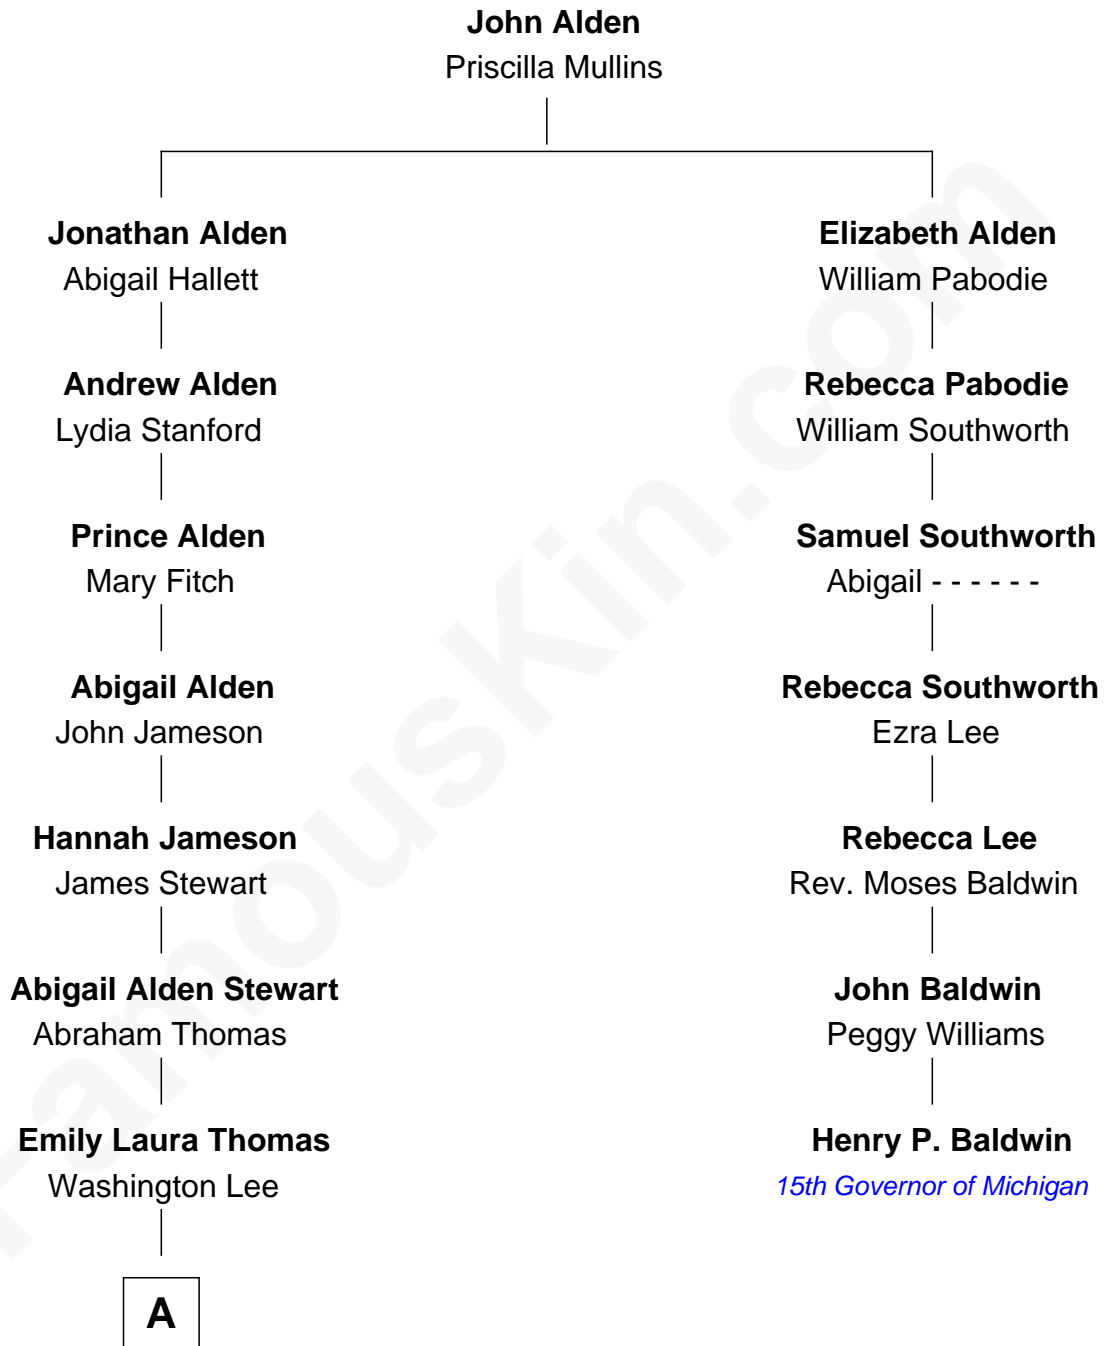 John Alden
Priscilla Mullins
Jonathan Alden
Abigail Hallett
Elizabeth Alden
William Pabodie
Andrew Alden
Lydia Stanford
Rebecca Pabodie
William Southworth
Prince Alden
Mary Fitch
Samuel Southworth
Abigail - - - - - -
Abigail Alden
John Jameson
Rebecca Southworth
Ezra Lee
Hannah Jameson
James Stewart
Rebecca Lee
Rev. Moses Baldwin
Abigail Alden Stewart
Abraham Thomas
John Baldwin
Peggy Williams
Emily Laura Thomas
Washington Lee
Henry P. Baldwin
15th Governor of Michigan
A
FamousKin.com